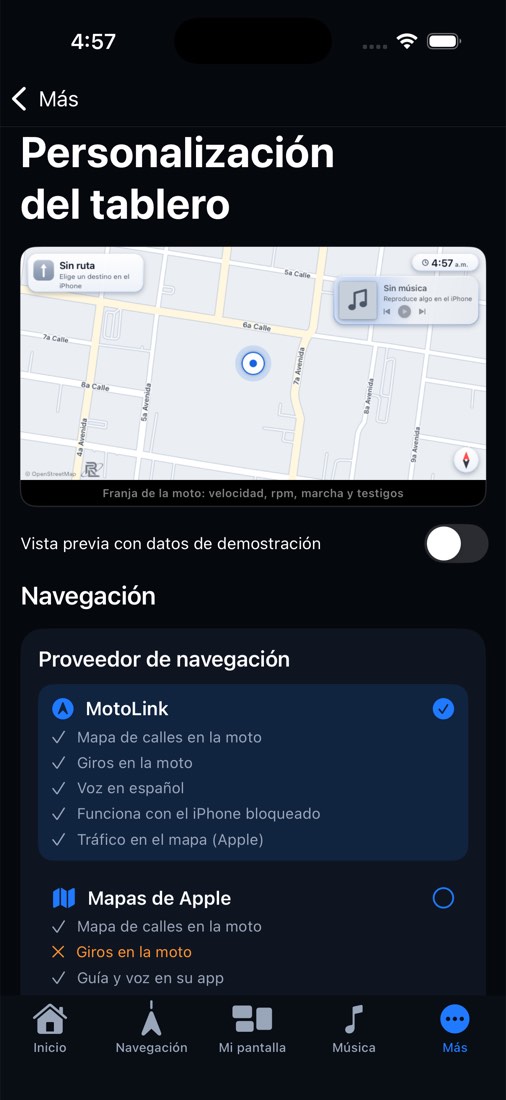 4:57
Más
Personalización
del tablero
Sin ruta
Elige un destino en el
iPhone
4:57 a.m.
Sin música
Reproduce algo en el iPhone
5a Calle
6a Calle
7a Calle
8a Calle
4a Avenida
5a Avenida
7a Avenida
8a Avenida
9a Avenida
© OpenStreetMap
Franja de la moto: velocidad, rpm, marcha y testigos
Vista previa con datos de demostración
Navegación
Proveedor de navegación
MotoLink
Mapa de calles en la moto
Giros en la moto
Voz en español
Funciona con el iPhone bloqueado
Tráfico en el mapa (Apple)
Mapas de Apple
Mapa de calles en la moto
Giros en la moto
Guía y voz en su app
Inicio
Navegación
Mi pantalla
Música
Más